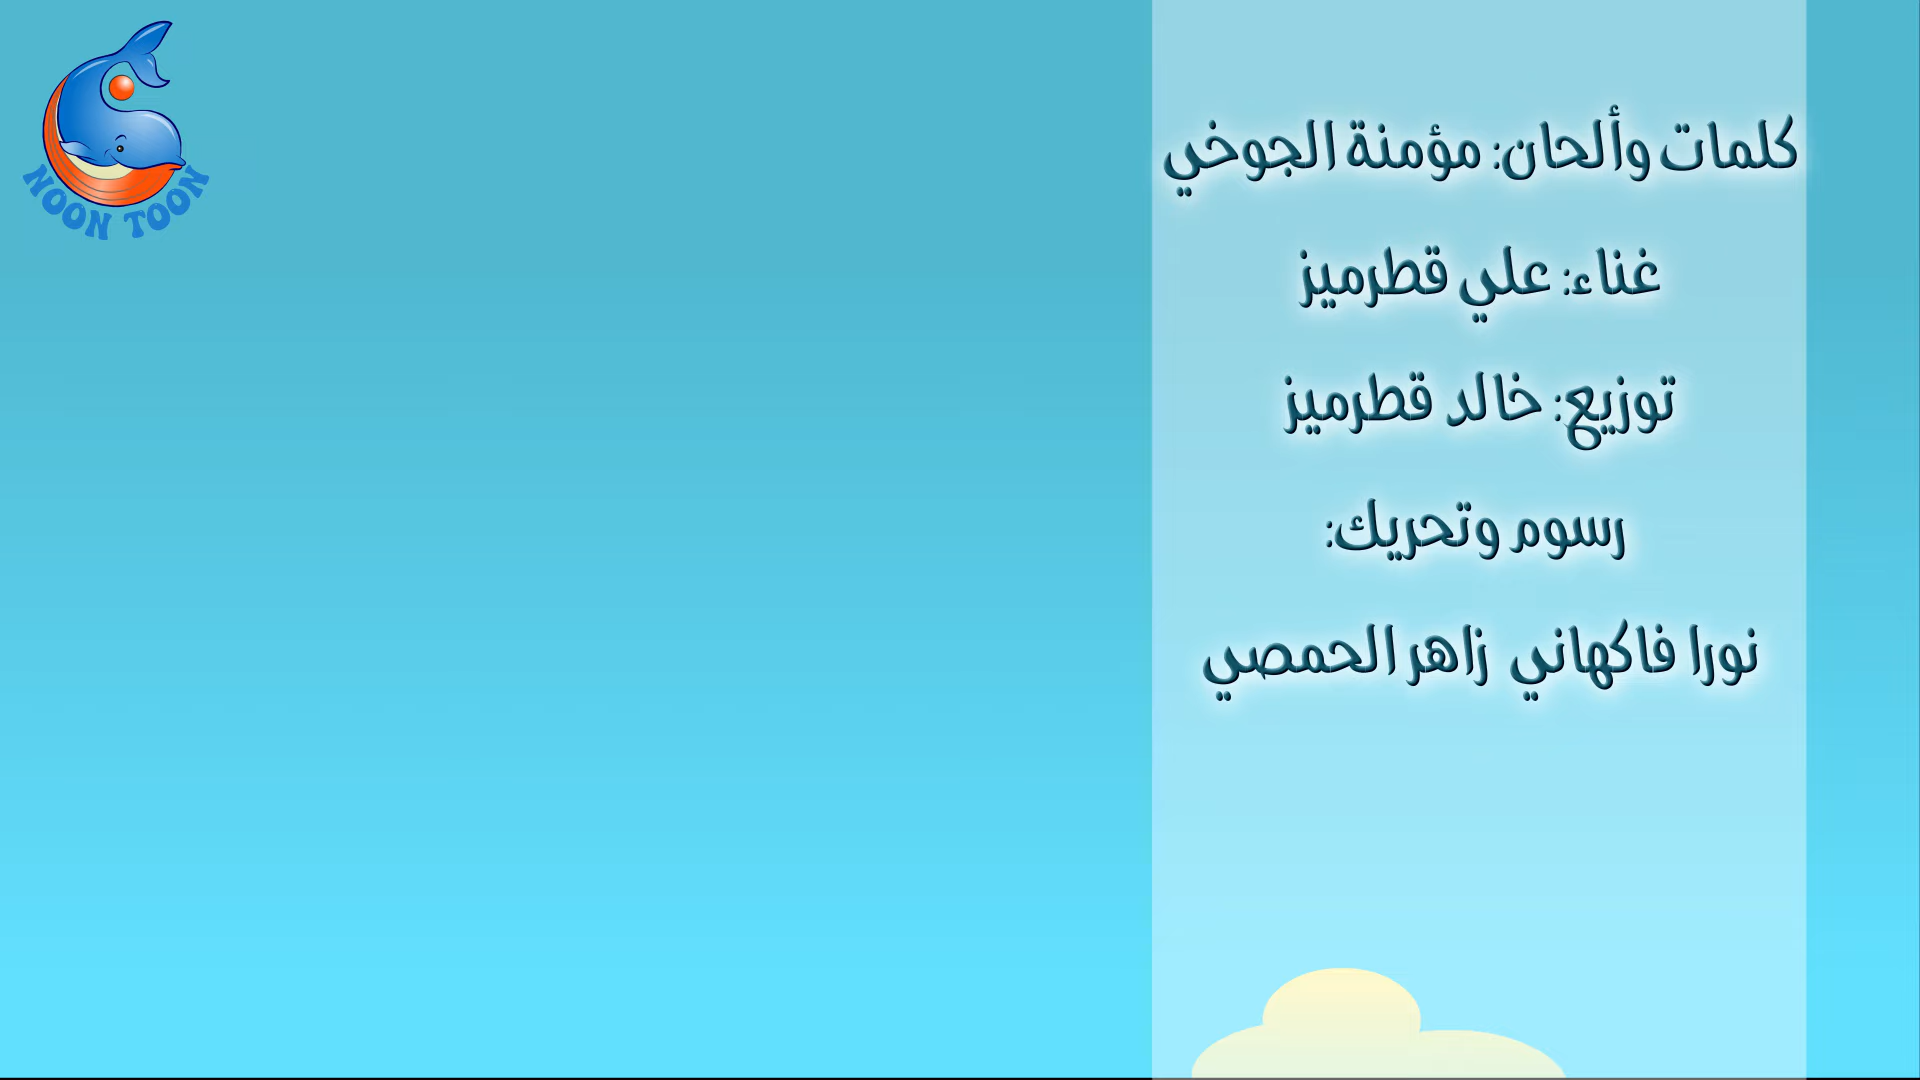 NOON TOON
كلمات وألحان: مؤمنة الجوخي
غناء: علي قطرميز
توزيع: خالد قطرميز
رسوم وتحريك:
نورا فاكهاني زاهر الحمصي